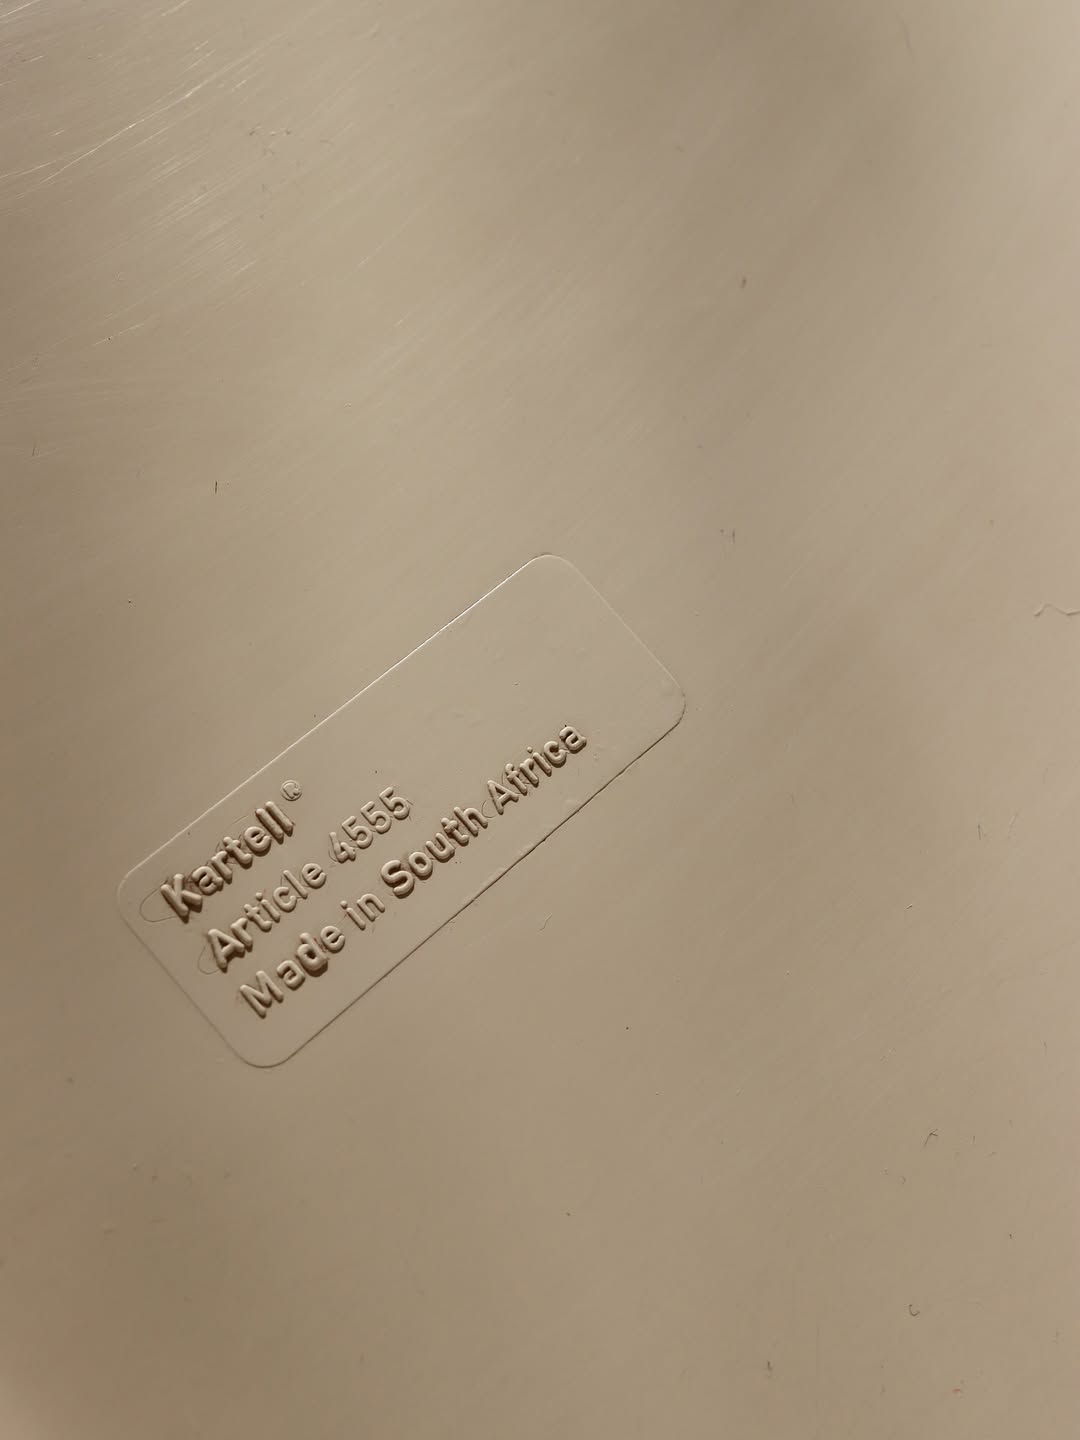 Kartell®
Article 4555
Made in South Africa